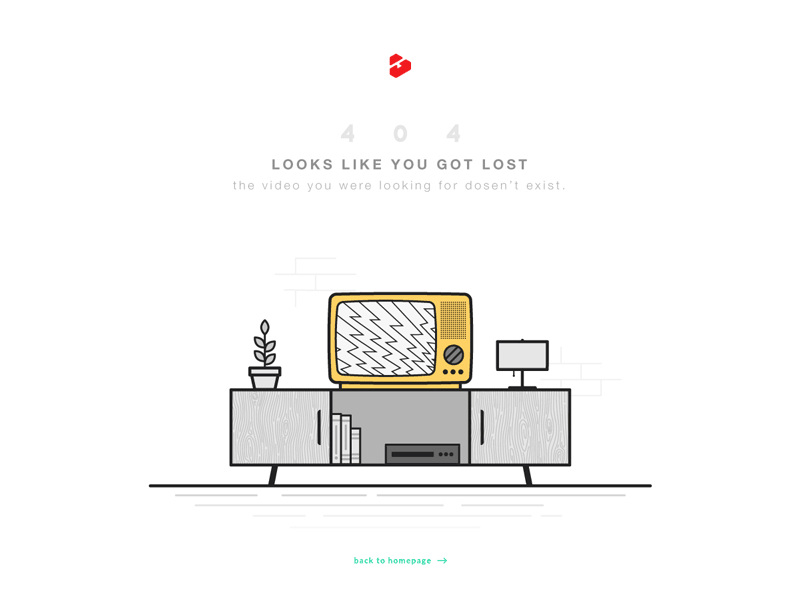 4 0 4
LOOKS LIKE YOU GOT LOST
the video you were looking for dosen't exist.
back to homepage →